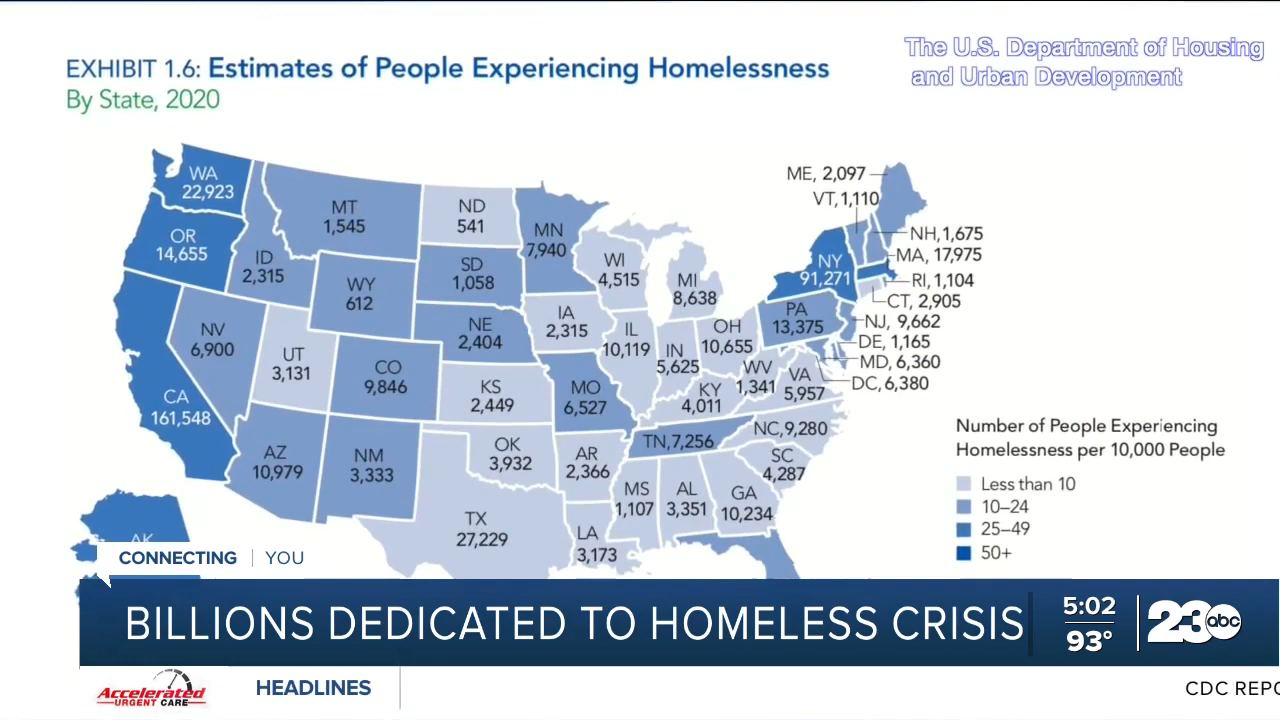 EXHIBIT 1.6: Estimates of People Experiencing Homelessness
By State, 2020
The U.S. Department of Housing
and Urban Development
WA
22,923
OR
14,655
CA
161,548
ID
2,315
NV
6,900
MT
1,545
WY
612
UT
3,131
AZ
10,979
CO
9,846
NM
3,333
ND
541
SD
1,058
NE
2,404
KS
2,449
OK
3,932
TX
27,229
MN
7,940
IA
2,315
MO
6,527
AR
2,366
LA
3,173
WI
4,515
IL
10,119
MI
8,638
IN
5,625
OH
10,655
KY
4,011
TN, 7,256
MS
1,107
AL
3,351
GA
10,234
WV
1,341
VA
5,957
NC, 9,280
SC
4,287
PA
13,375
NY
91,271
ME, 2,097
VT, 1,110
NH, 1,675
MA, 17,975
RI, 1,104
CT, 2,905
NJ, 9,662
DE, 1,165
MD, 6,360
DC, 6,380
AK
Number of People Experiencing
Homelessness per 10,000 People
Less than 10
10–24
25–49
50+
CONNECTING | YOU
BILLIONS DEDICATED TO HOMELESS CRISIS
5:02
93°
23 abc
Accelerated
URGENT CARE
HEADLINES
CDC REPO